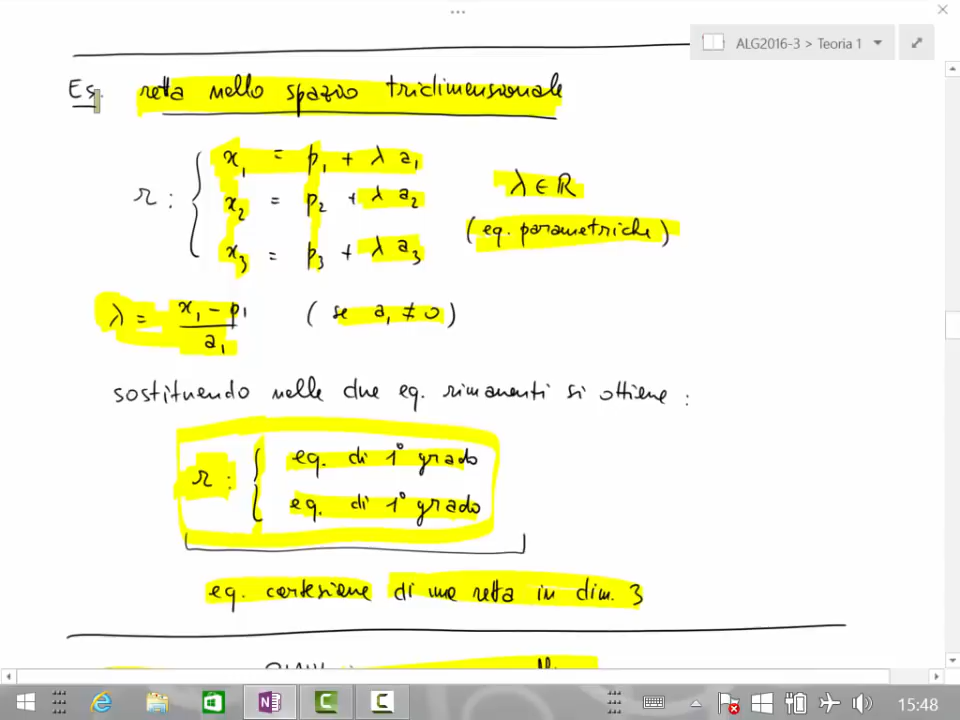 ALG2016-3 > Teoria 1
Es. retta nello spazio tridimensionale
r : { x₁ = p₁ + λ a₁
x₂ = p₂ + λ a₂
x₃ = p₃ + λ a₃
λ ∈ ℝ
(eq. parametriche)
λ = (x₁ - p₁)/a₁ (se a₁ ≠ 0)
sostituendo nelle due eq. rimanenti si ottiene :
r : { eq. di 1° grado
eq. di 1° grado
eq. cartesiane di una retta in dim. 3
15:48